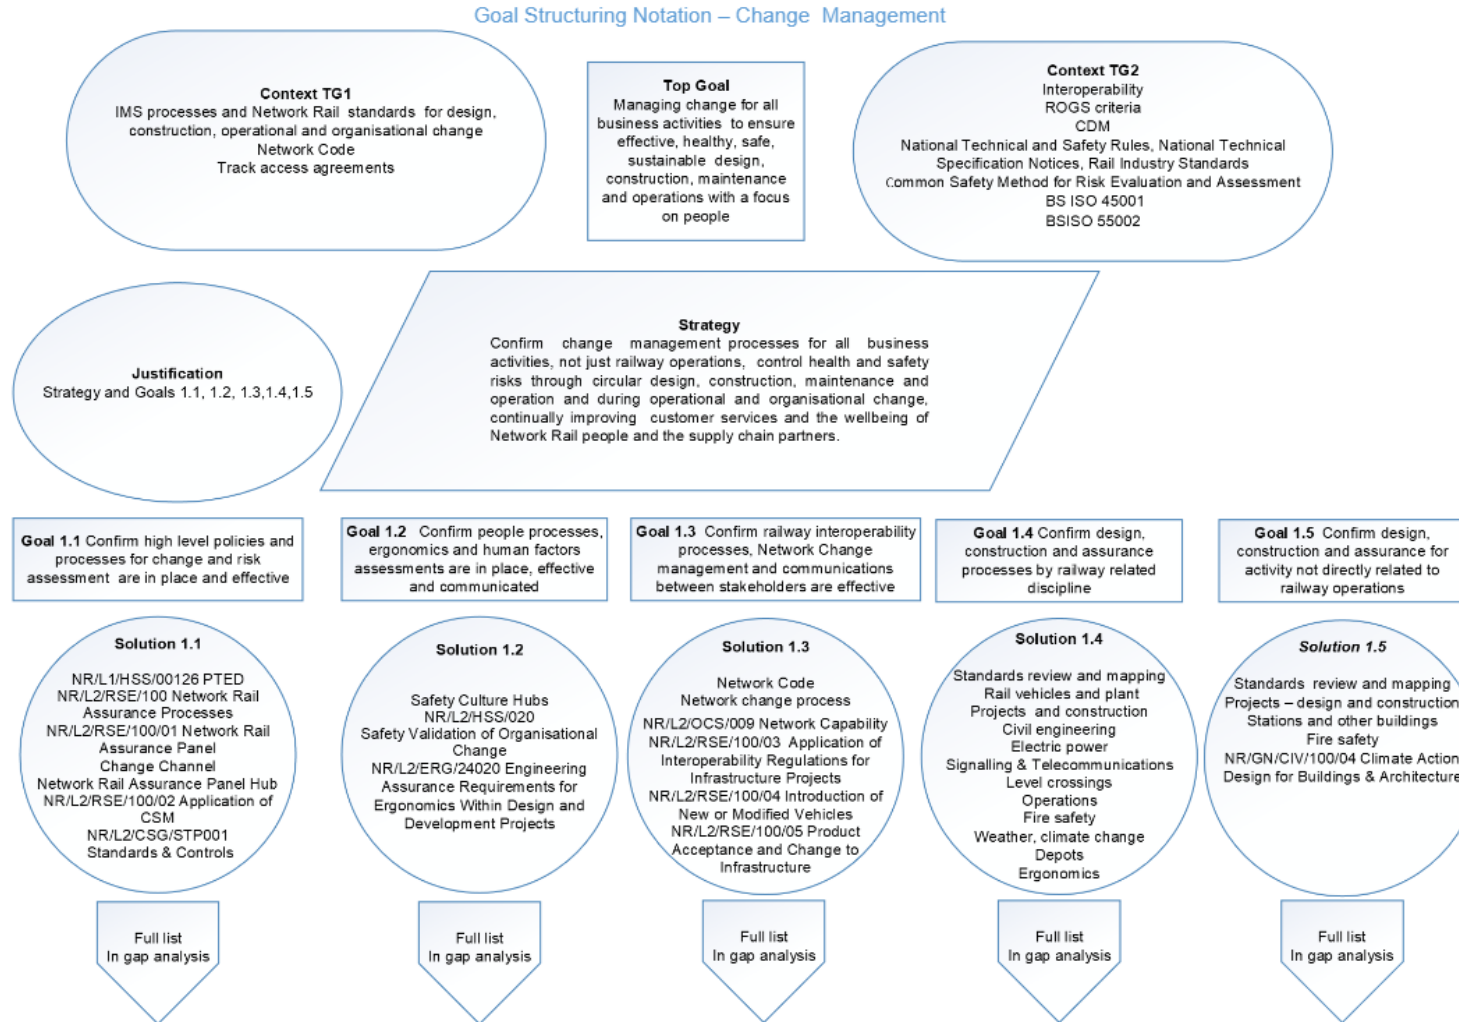 Goal Structuring Notation – Change Management
Context TG1
IMS processes and Network Rail standards for design,
construction, operational and organisational change
Network Code
Track access agreements
Top Goal
Managing change for all
business activities to ensure
effective, healthy, safe,
sustainable design,
construction, maintenance
and operations with a focus
on people
Context TG2
Interoperability
ROGS criteria
CDM
National Technical and Safety Rules, National Technical
Specification Notices, Rail Industry Standards
Common Safety Method for Risk Evaluation and Assessment
BS ISO 45001
BSISO 55002
Justification
Strategy and Goals 1.1, 1.2, 1.3,1.4,1.5
Strategy
Confirm change management processes for all business
activities, not just railway operations, control health and safety
risks through circular design, construction, maintenance and
operation and during operational and organisational change,
continually improving customer services and the wellbeing of
Network Rail people and the supply chain partners.
Goal 1.1 Confirm high level policies and
processes for change and risk
assessment are in place and effective
Goal 1.2 Confirm people processes,
ergonomics and human factors
assessments are in place, effective
and communicated
Goal 1.3 Confirm railway interoperability
processes, Network Change
management and communications
between stakeholders are effective
Goal 1.4 Confirm design,
construction and assurance
processes by railway related
discipline
Goal 1.5 Confirm design,
construction and assurance for
activity not directly related to
railway operations
Solution 1.1
NR/L1/HSS/00126 PTED
NR/L2/RSE/100 Network Rail
Assurance Processes
NR/L2/RSE/100/01 Network Rail
Assurance Panel
Change Channel
Network Rail Assurance Panel Hub
NR/L2/RSE/100/02 Application of
CSM
NR/L2/CSG/STP001
Standards & Controls
Solution 1.2
Safety Culture Hubs
NR/L2/HSS/020
Safety Validation of Organisational
Change
NR/L2/ERG/24020 Engineering
Assurance Requirements for
Ergonomics Within Design and
Development Projects
Solution 1.3
Network Code
Network change process
NR/L2/OCS/009 Network Capability
NR/L2/RSE/100/03 Application of
Interoperability Regulations for
Infrastructure Projects
NR/L2/RSE/100/04 Introduction of
New or Modified Vehicles
NR/L2/RSE/100/05 Product
Acceptance and Change to
Infrastructure
Solution 1.4
Standards review and mapping
Rail vehicles and plant
Projects and construction
Civil engineering
Electric power
Signalling & Telecommunications
Level crossings
Operations
Fire safety
Weather, climate change
Depots
Ergonomics
Solution 1.5
Standards review and mapping
Projects – design and construction
Stations and other buildings
Fire safety
NR/GN/CIV/100/04 Climate Action
Design for Buildings & Architecture
Full list
In gap analysis
Full list
In gap analysis
Full list
In gap analysis
Full list
In gap analysis
Full list
In gap analysis